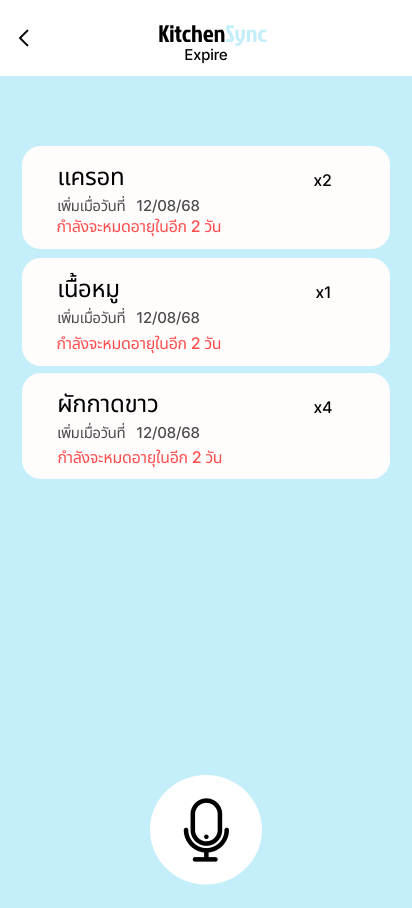 KitchenSync
Expire
แครอท x2
เพิ่มเมื่อวันที่ 12/08/68
กำลังจะหมดอายุในอีก 2 วัน
เนื้อหมู x1
เพิ่มเมื่อวันที่ 12/08/68
กำลังจะหมดอายุในอีก 2 วัน
ผักกาดขาว x4
เพิ่มเมื่อวันที่ 12/08/68
กำลังจะหมดอายุในอีก 2 วัน